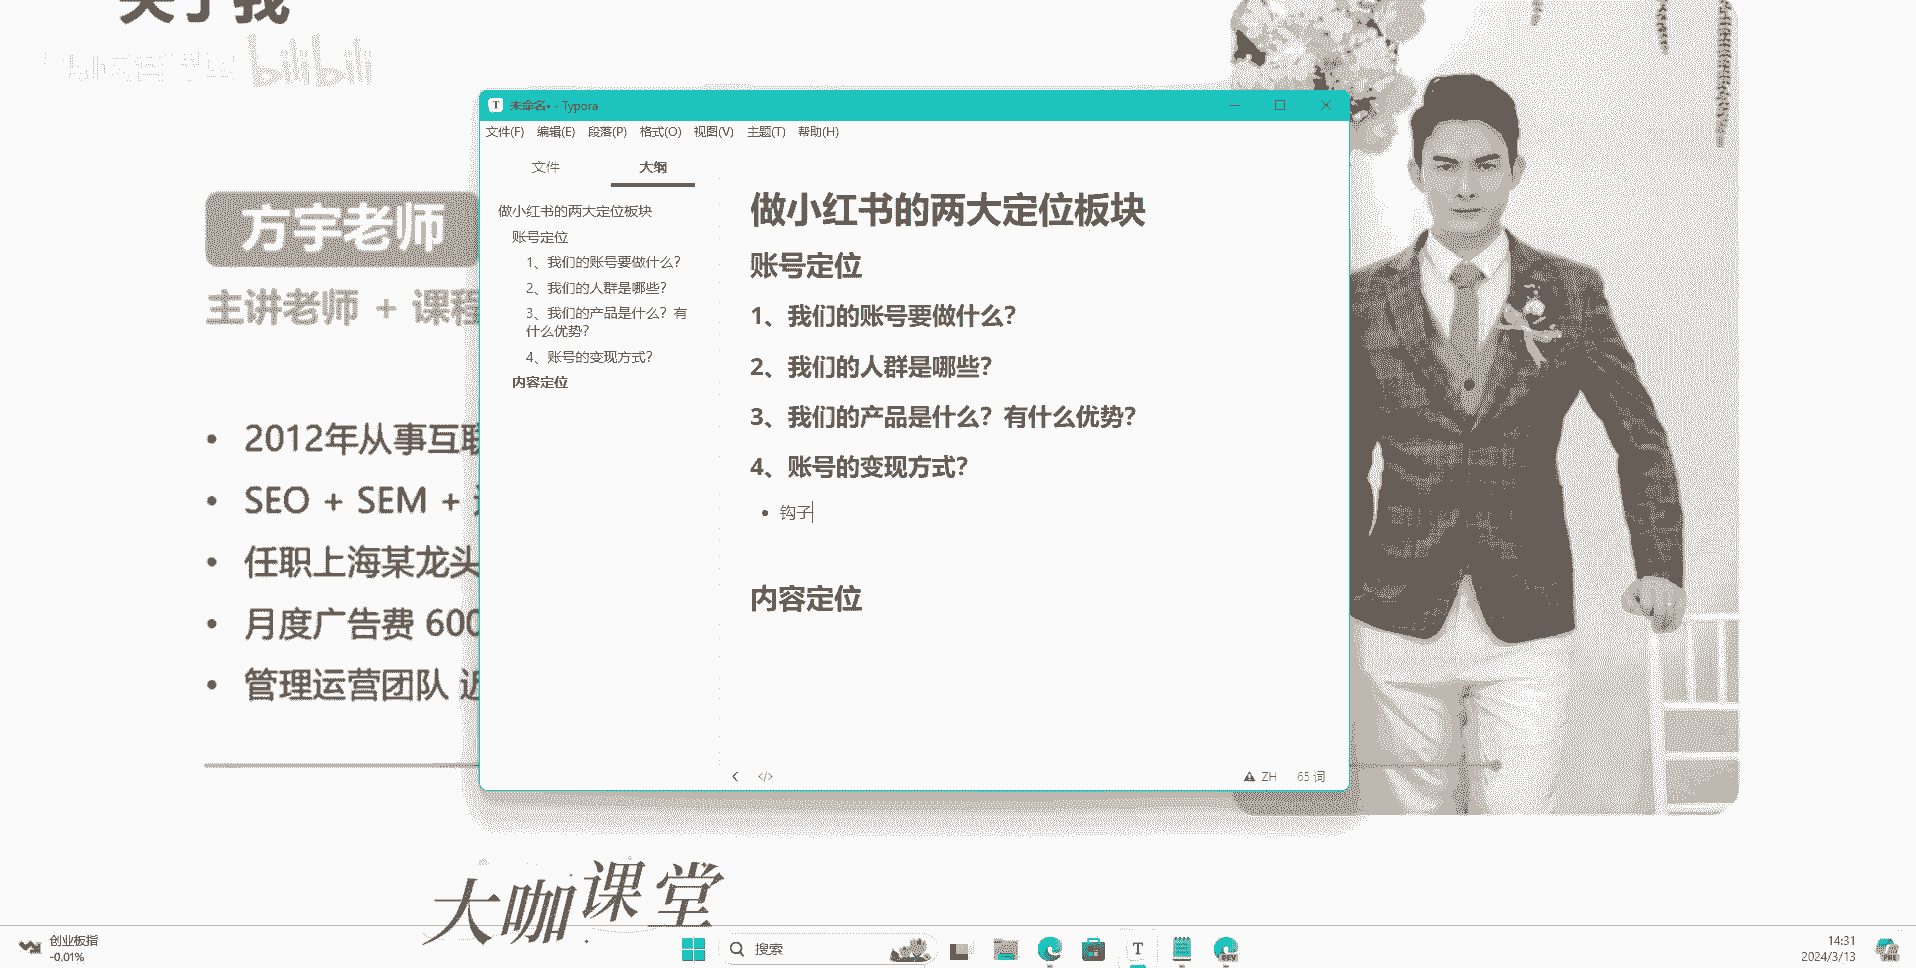 关于我
bilibili
方宇老师
主讲老师 + 课程
2012年从事互联
SEO + SEM +
任职上海某龙头
月度广告费 600
管理运营团队 近
未命名• - Typora
文件(F) 编辑(E) 段落(P) 格式(O) 视图(V) 主题(T) 帮助(H)
文件 大纲
做小红书的两大定位板块
账号定位
1、我们的账号要做什么？
2、我们的人群是哪些？
3、我们的产品是什么？有
什么优势？
4、账号的变现方式？
内容定位
做小红书的两大定位板块
账号定位
1、我们的账号要做什么？
2、我们的人群是哪些？
3、我们的产品是什么？有什么优势？
4、账号的变现方式？
钩子
内容定位
ZH 65 词
大咖课堂
创业板指
-0.01%
搜索
T
DEV
14:31
2024/3/13
PRE